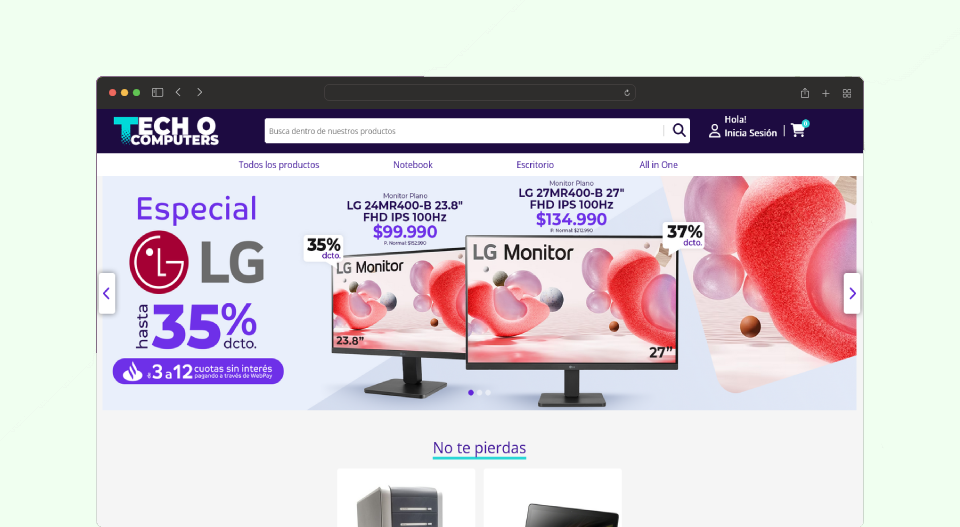 TECH O
COMPUTERS
Busca dentro de nuestros productos
Hola!
Inicia Sesión
0
Todos los productos
Notebook
Escritorio
All in One
Especial
LG
hasta
35%
dcto.
de 3 a 12 cuotas sin interés
pagando a través de WebPay
Monitor Plano
LG 24MR400-B 23.8"
FHD IPS 100Hz
$99.990
P. Normal: $152.990
35%
dcto.
LG Monitor
23.8”
Monitor Plano
LG 27MR400-B 27"
FHD IPS 100Hz
$134.990
P. Normal: $212.990
37%
dcto.
LG Monitor
27”
No te pierdas